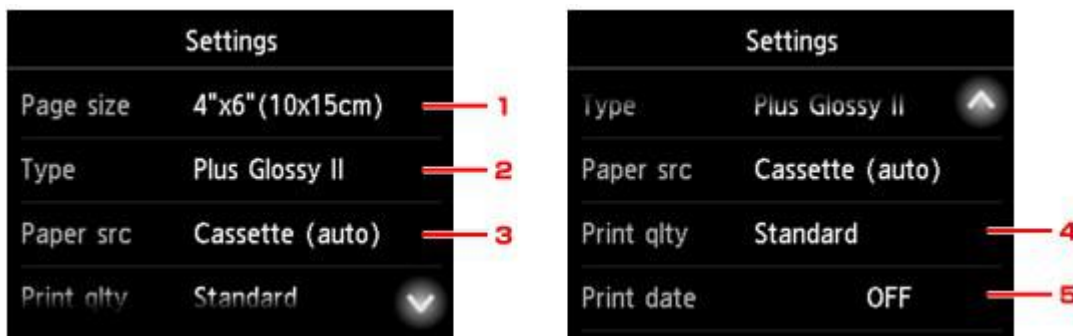 Settings
Page size 4"x6"(10x15cm) 1
Type Plus Glossy II 2
Paper src Cassette (auto) 3
Print qlty Standard
Settings
Type Plus Glossy II
Paper src Cassette (auto)
Print qlty Standard 4
Print date OFF 5